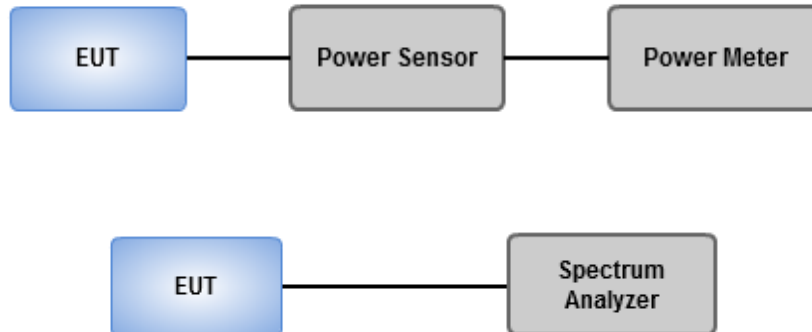 EUT
Power Sensor
Power Meter
EUT
Spectrum
Analyzer